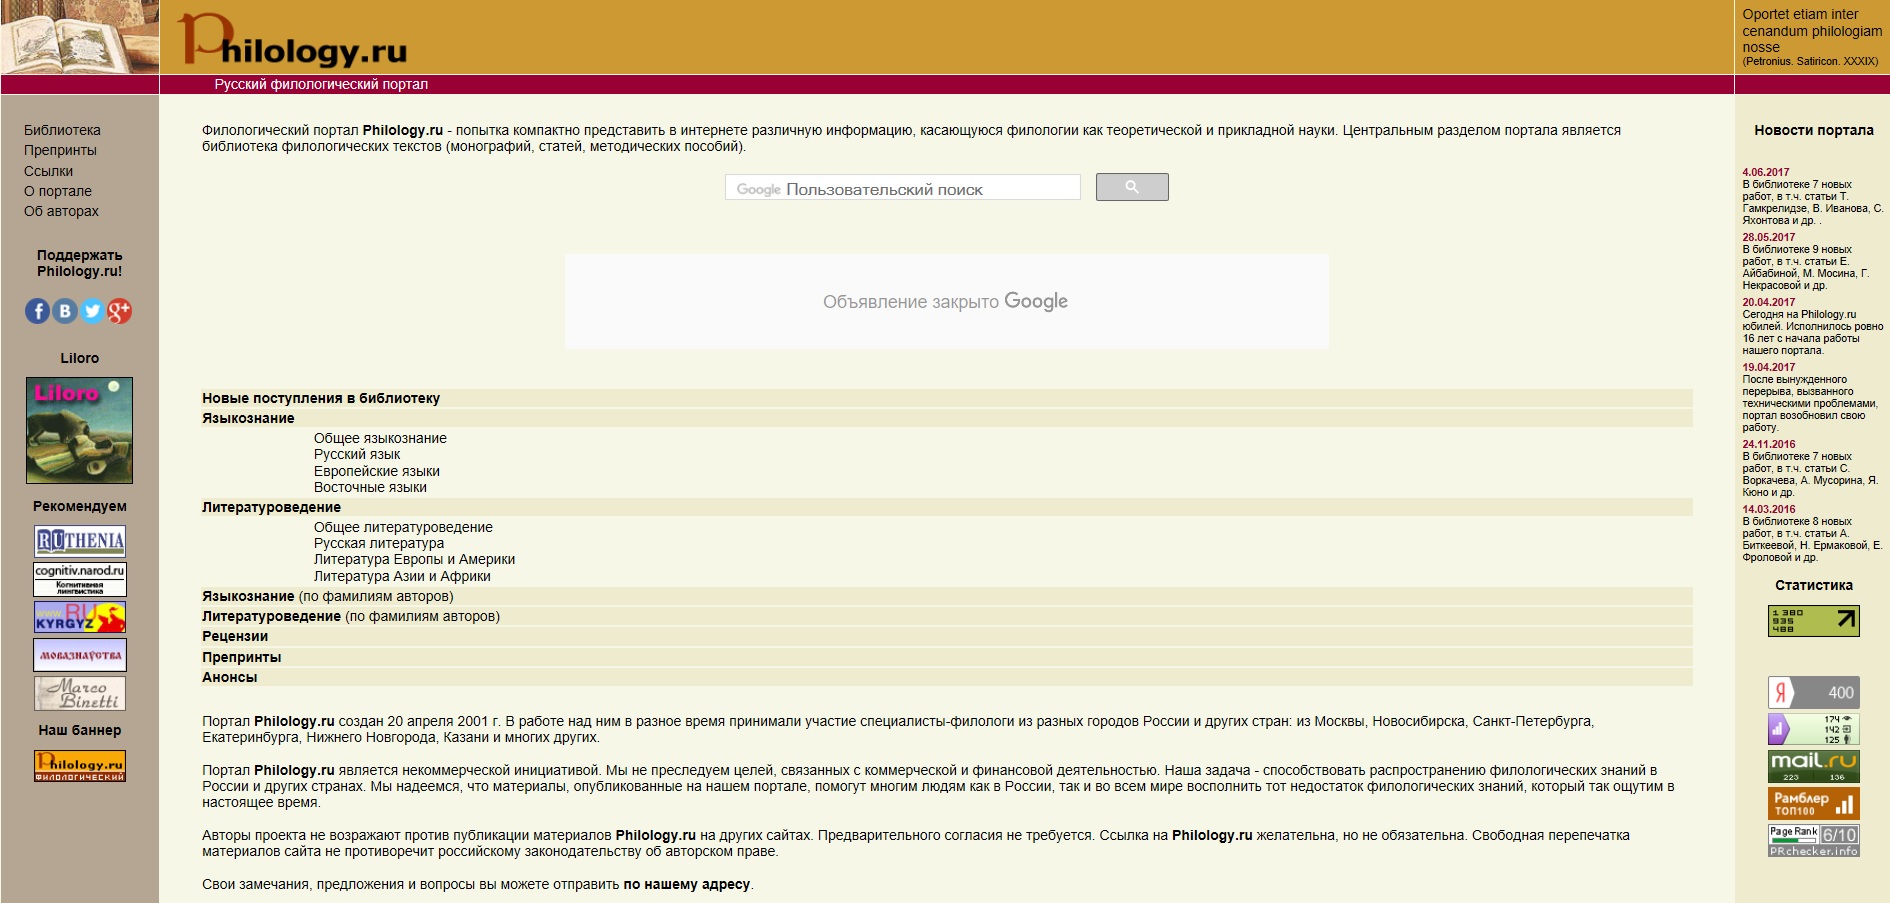 Philology.ru
Oportet etiam inter
cenandum philologiam
nosse
(Petronius. Satiricon. XXXIX)
Русский филологический портал
Библиотека
Препринты
Ссылки
О портале
Об авторах
Поддержать
Philology.ru!
f B g+
Liloro
Liloro
Рекомендуем
RUTHENIA
cognitiv.narod.ru
Когнитивная
лингвистика
www.RU
KYRGYZ
мовазнаўства
Marco
Binetti
Наш баннер
Philology.ru
ФИЛОЛОГИЧЕСКИЙ
Филологический портал Philology.ru - попытка компактно представить в интернете различную информацию, касающуюся филологии как теоретической и прикладной науки. Центральным разделом портала является
библиотека филологических текстов (монографий, статей, методических пособий).
Google Пользовательский поиск
Объявление закрыто Google
Новые поступления в библиотеку
Языкознание
Общее языкознание
Русский язык
Европейские языки
Восточные языки
Литературоведение
Общее литературоведение
Русская литература
Литература Европы и Америки
Литература Азии и Африки
Языкознание (по фамилиям авторов)
Литературоведение (по фамилиям авторов)
Рецензии
Препринты
Анонсы
Портал Philology.ru создан 20 апреля 2001 г. В работе над ним в разное время принимали участие специалисты-филологи из разных городов России и других стран: из Москвы, Новосибирска, Санкт-Петербурга,
Екатеринбурга, Нижнего Новгорода, Казани и многих других.
Портал Philology.ru является некоммерческой инициативой. Мы не преследуем целей, связанных с коммерческой и финансовой деятельностью. Наша задача - способствовать распространению филологических знаний в
России и других странах. Мы надеемся, что материалы, опубликованные на нашем портале, помогут многим людям как в России, так и во всем мире восполнить тот недостаток филологических знаний, который так ощутим в
настоящее время.
Авторы проекта не возражают против публикации материалов Philology.ru на других сайтах. Предварительного согласия не требуется. Ссылка на Philology.ru желательна, но не обязательна. Свободная перепечатка
материалов сайта не противоречит российскому законодательству об авторском праве.
Свои замечания, предложения и вопросы вы можете отправить по нашему адресу.
Новости портала
4.06.2017
В библиотеке 7 новых
работ, в т.ч. статьи Т.
Гамкрелидзе, В. Иванова, С.
Яхонтова и др. .
28.05.2017
В библиотеке 9 новых
работ, в т.ч. статьи Е.
Айбабиной, М. Мосина, Г.
Некрасовой и др.
20.04.2017
Сегодня на Philology.ru
юбилей. Исполнилось ровно
16 лет с начала работы
нашего портала.
19.04.2017
После вынужденного
перерыва, вызванного
техническими проблемами,
портал возобновил свою
работу.
24.11.2016
В библиотеке 7 новых
работ, в т.ч. статьи С.
Воркачева, А. Мусорина, Я.
Кюно и др.
14.03.2016
В библиотеке 8 новых
работ, в т.ч. статьи А.
Биткеевой, Н. Ермаковой, Е.
Фроловой и др.
Статистика
1 380
935
488
Я 400
174
142
125
mail.ru
223 136
Рамблер
ТОП100
Page Rank 6/10
PRchecker.info